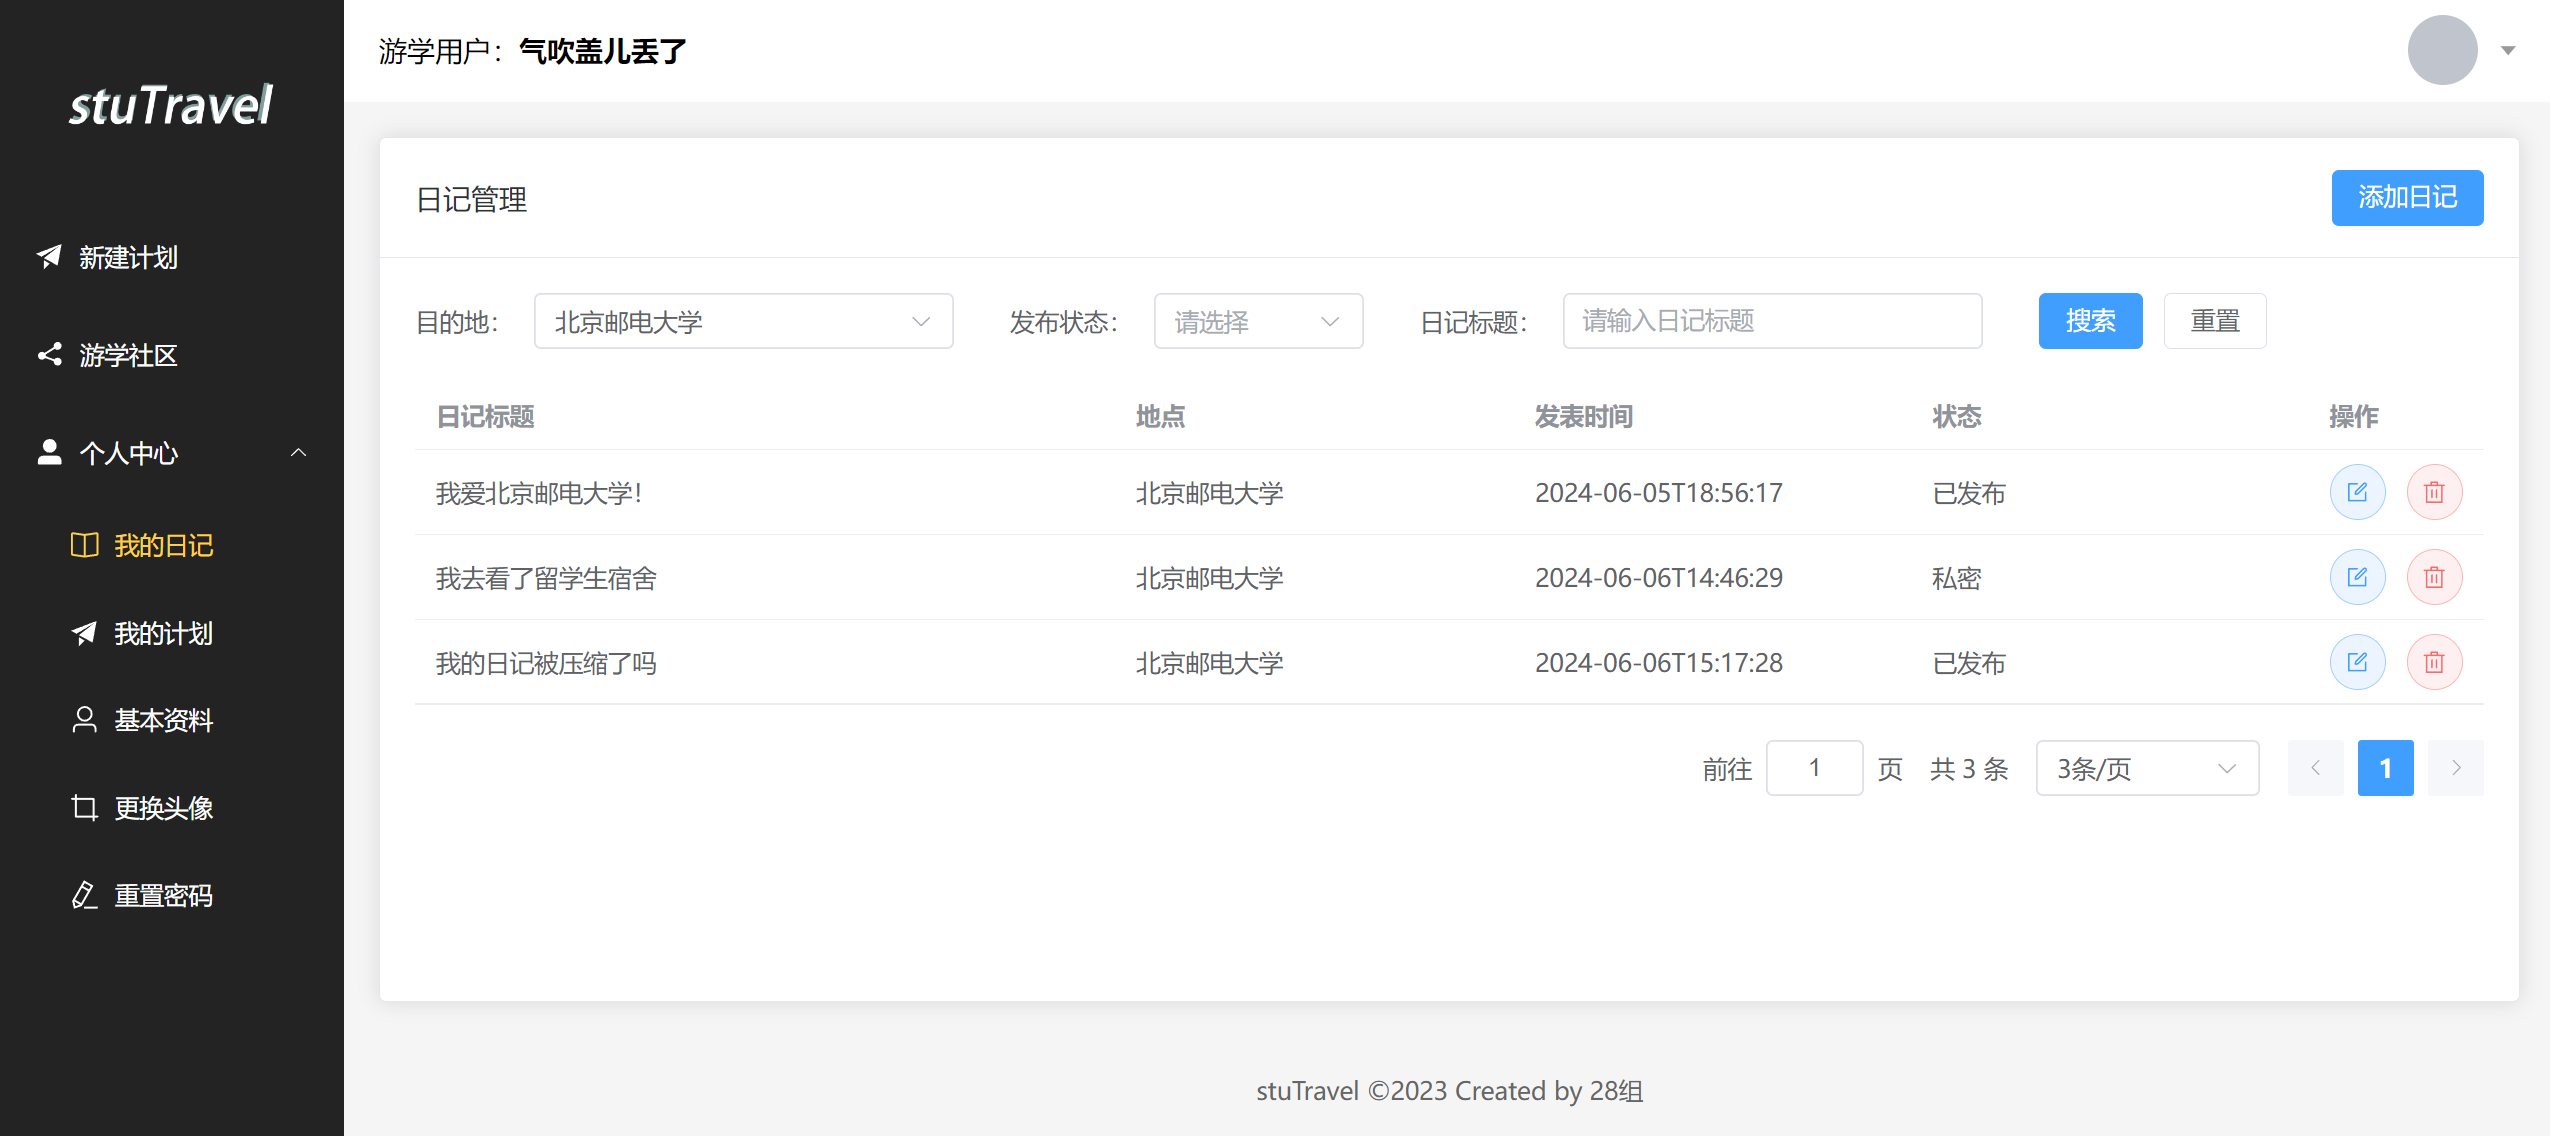 stuTravel
新建计划
游学社区
个人中心
我的日记
我的计划
基本资料
更换头像
重置密码
游学用户：气吹盖儿丢了
日记管理 添加日记
目的地： 北京邮电大学 发布状态： 请选择 日记标题： 请输入日记标题 搜索 重置
日记标题 地点 发表时间 状态 操作
我爱北京邮电大学！ 北京邮电大学 2024-06-05T18:56:17 已发布
我去看了留学生宿舍 北京邮电大学 2024-06-06T14:46:29 私密
我的日记被压缩了吗 北京邮电大学 2024-06-06T15:17:28 已发布
前往 1 页 共 3 条 3条/页 1
stuTravel ©2023 Created by 28组